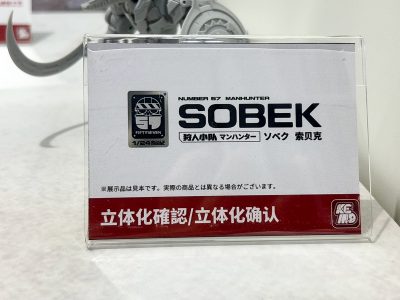 NUMBER 57 MANHUNTER
SOBEK
FIFTYSEVEN
1/24 SCALE
狩人小队 マンハンター ソベク 索贝克
※展示品は見本です。実際の商品とは異なる場合がございます。
立体化確認/立体化确认